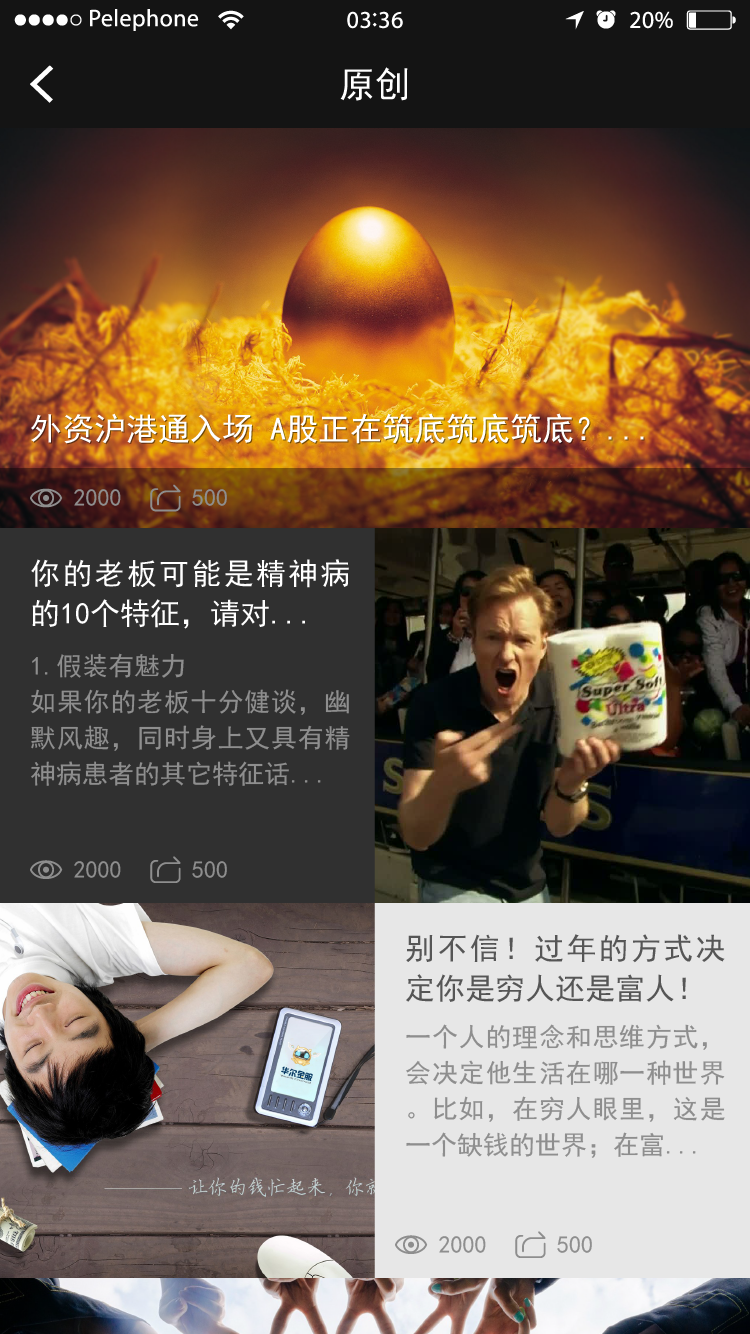 Pelephone
03:36
20%
原创
外资沪港通入场 A股正在筑底筑底筑底？...
2000
500
你的老板可能是精神病
的10个特征，请对...
1.假装有魅力
如果你的老板十分健谈，幽
默风趣，同时身上又具有精
神病患者的其它特征话...
2000
500
Super Soft
Ultra
华尔金服
让你的钱忙起来，你就
别不信！过年的方式决
定你是穷人还是富人！
一个人的理念和思维方式，
会决定他生活在哪一种世界
。比如，在穷人眼里，这是
一个缺钱的世界；在富...
2000
500